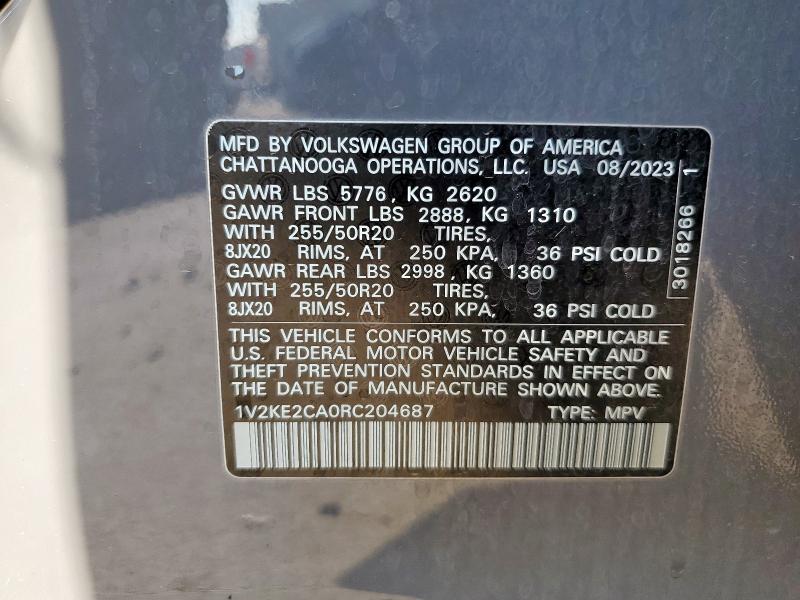 MFD BY VOLKSWAGEN GROUP OF AMERICA
CHATTANOOGA OPERATIONS, LLC. USA 08/2023
GVWR LBS 5776, KG 2620
GAWR FRONT LBS 2888, KG 1310
WITH 255/50R20 TIRES,
8JX20 RIMS, AT 250 KPA, 36 PSI COLD
GAWR REAR LBS 2998, KG 1360
WITH 255/50R20 TIRES,
8JX20 RIMS, AT 250 KPA, 36 PSI COLD
THIS VEHICLE CONFORMS TO ALL APPLICABLE
U.S. FEDERAL MOTOR VEHICLE SAFETY AND
THEFT PREVENTION STANDARDS IN EFFECT ON
THE DATE OF MANUFACTURE SHOWN ABOVE.
1V2KE2CA0RC204687 TYPE: MPV
3018266 1